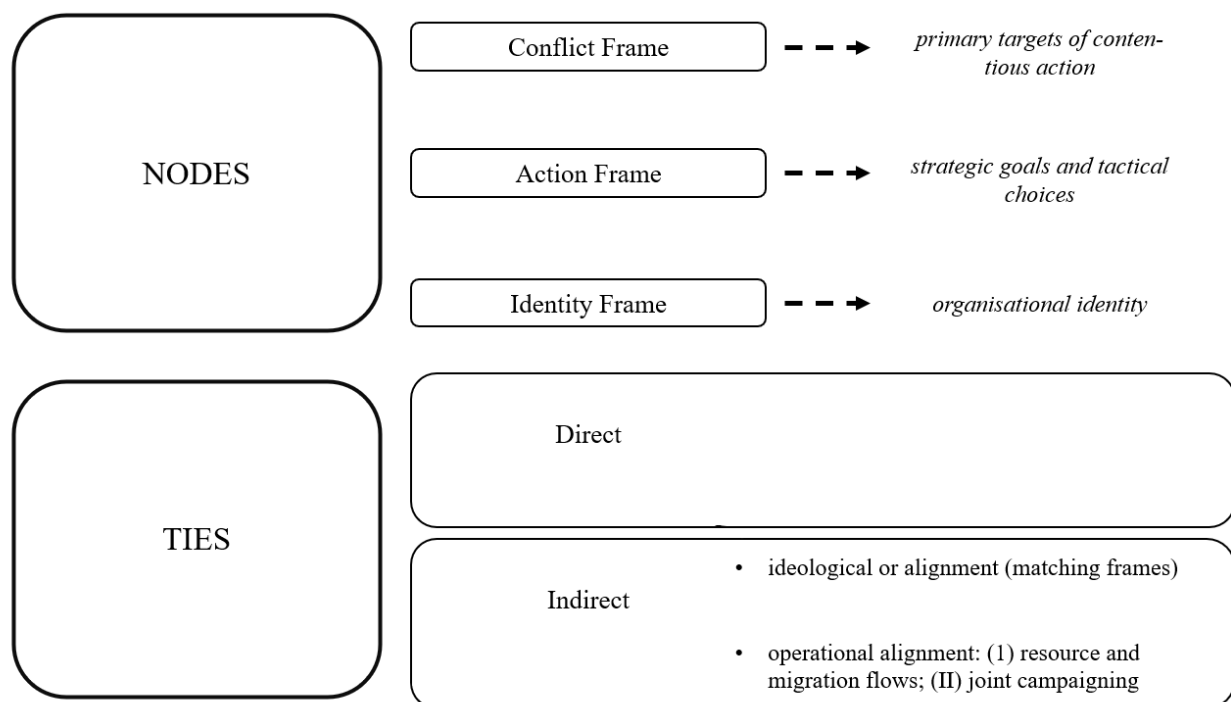 NODES
Conflict Frame
primary targets of conten-
tious action
Action Frame
strategic goals and tactical
choices
Identity Frame
organisational identity
TIES
Direct
Indirect
• ideological or alignment (matching frames)
• operational alignment: (1) resource and
migration flows; (II) joint campaigning